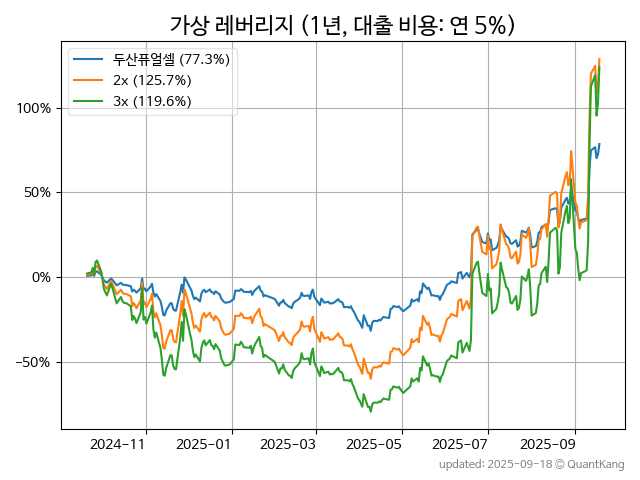 가상 레버리지 (1년, 대출 비용: 연 5%)
두산퓨얼셀 (77.3%)
2x (125.7%)
3x (119.6%)
100%
50%
0%
−50%
2024−11 2025−01 2025−03 2025−05 2025−07 2025−09
updated: 2025-09-18 © QuantKang